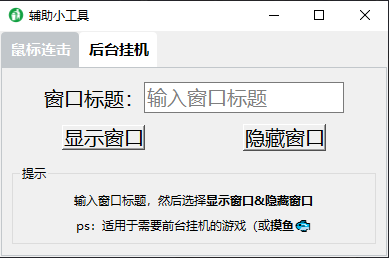 辅助小工具
鼠标连击 后台挂机
窗口标题： 输入窗口标题
显示窗口 隐藏窗口
提示
输入窗口标题，然后选择显示窗口&隐藏窗口
ps：适用于需要前台挂机的游戏（或摸鱼🐟